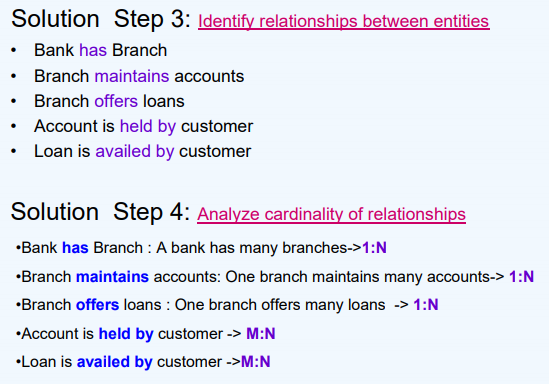 Solution Step 3: Identify relationships between entities
• Bank has Branch
• Branch maintains accounts
• Branch offers loans
• Account is held by customer
• Loan is availed by customer
Solution Step 4: Analyze cardinality of relationships
•Bank has Branch : A bank has many branches->1:N
•Branch maintains accounts: One branch maintains many accounts-> 1:N
•Branch offers loans : One branch offers many loans -> 1:N
•Account is held by customer -> M:N
•Loan is availed by customer ->M:N